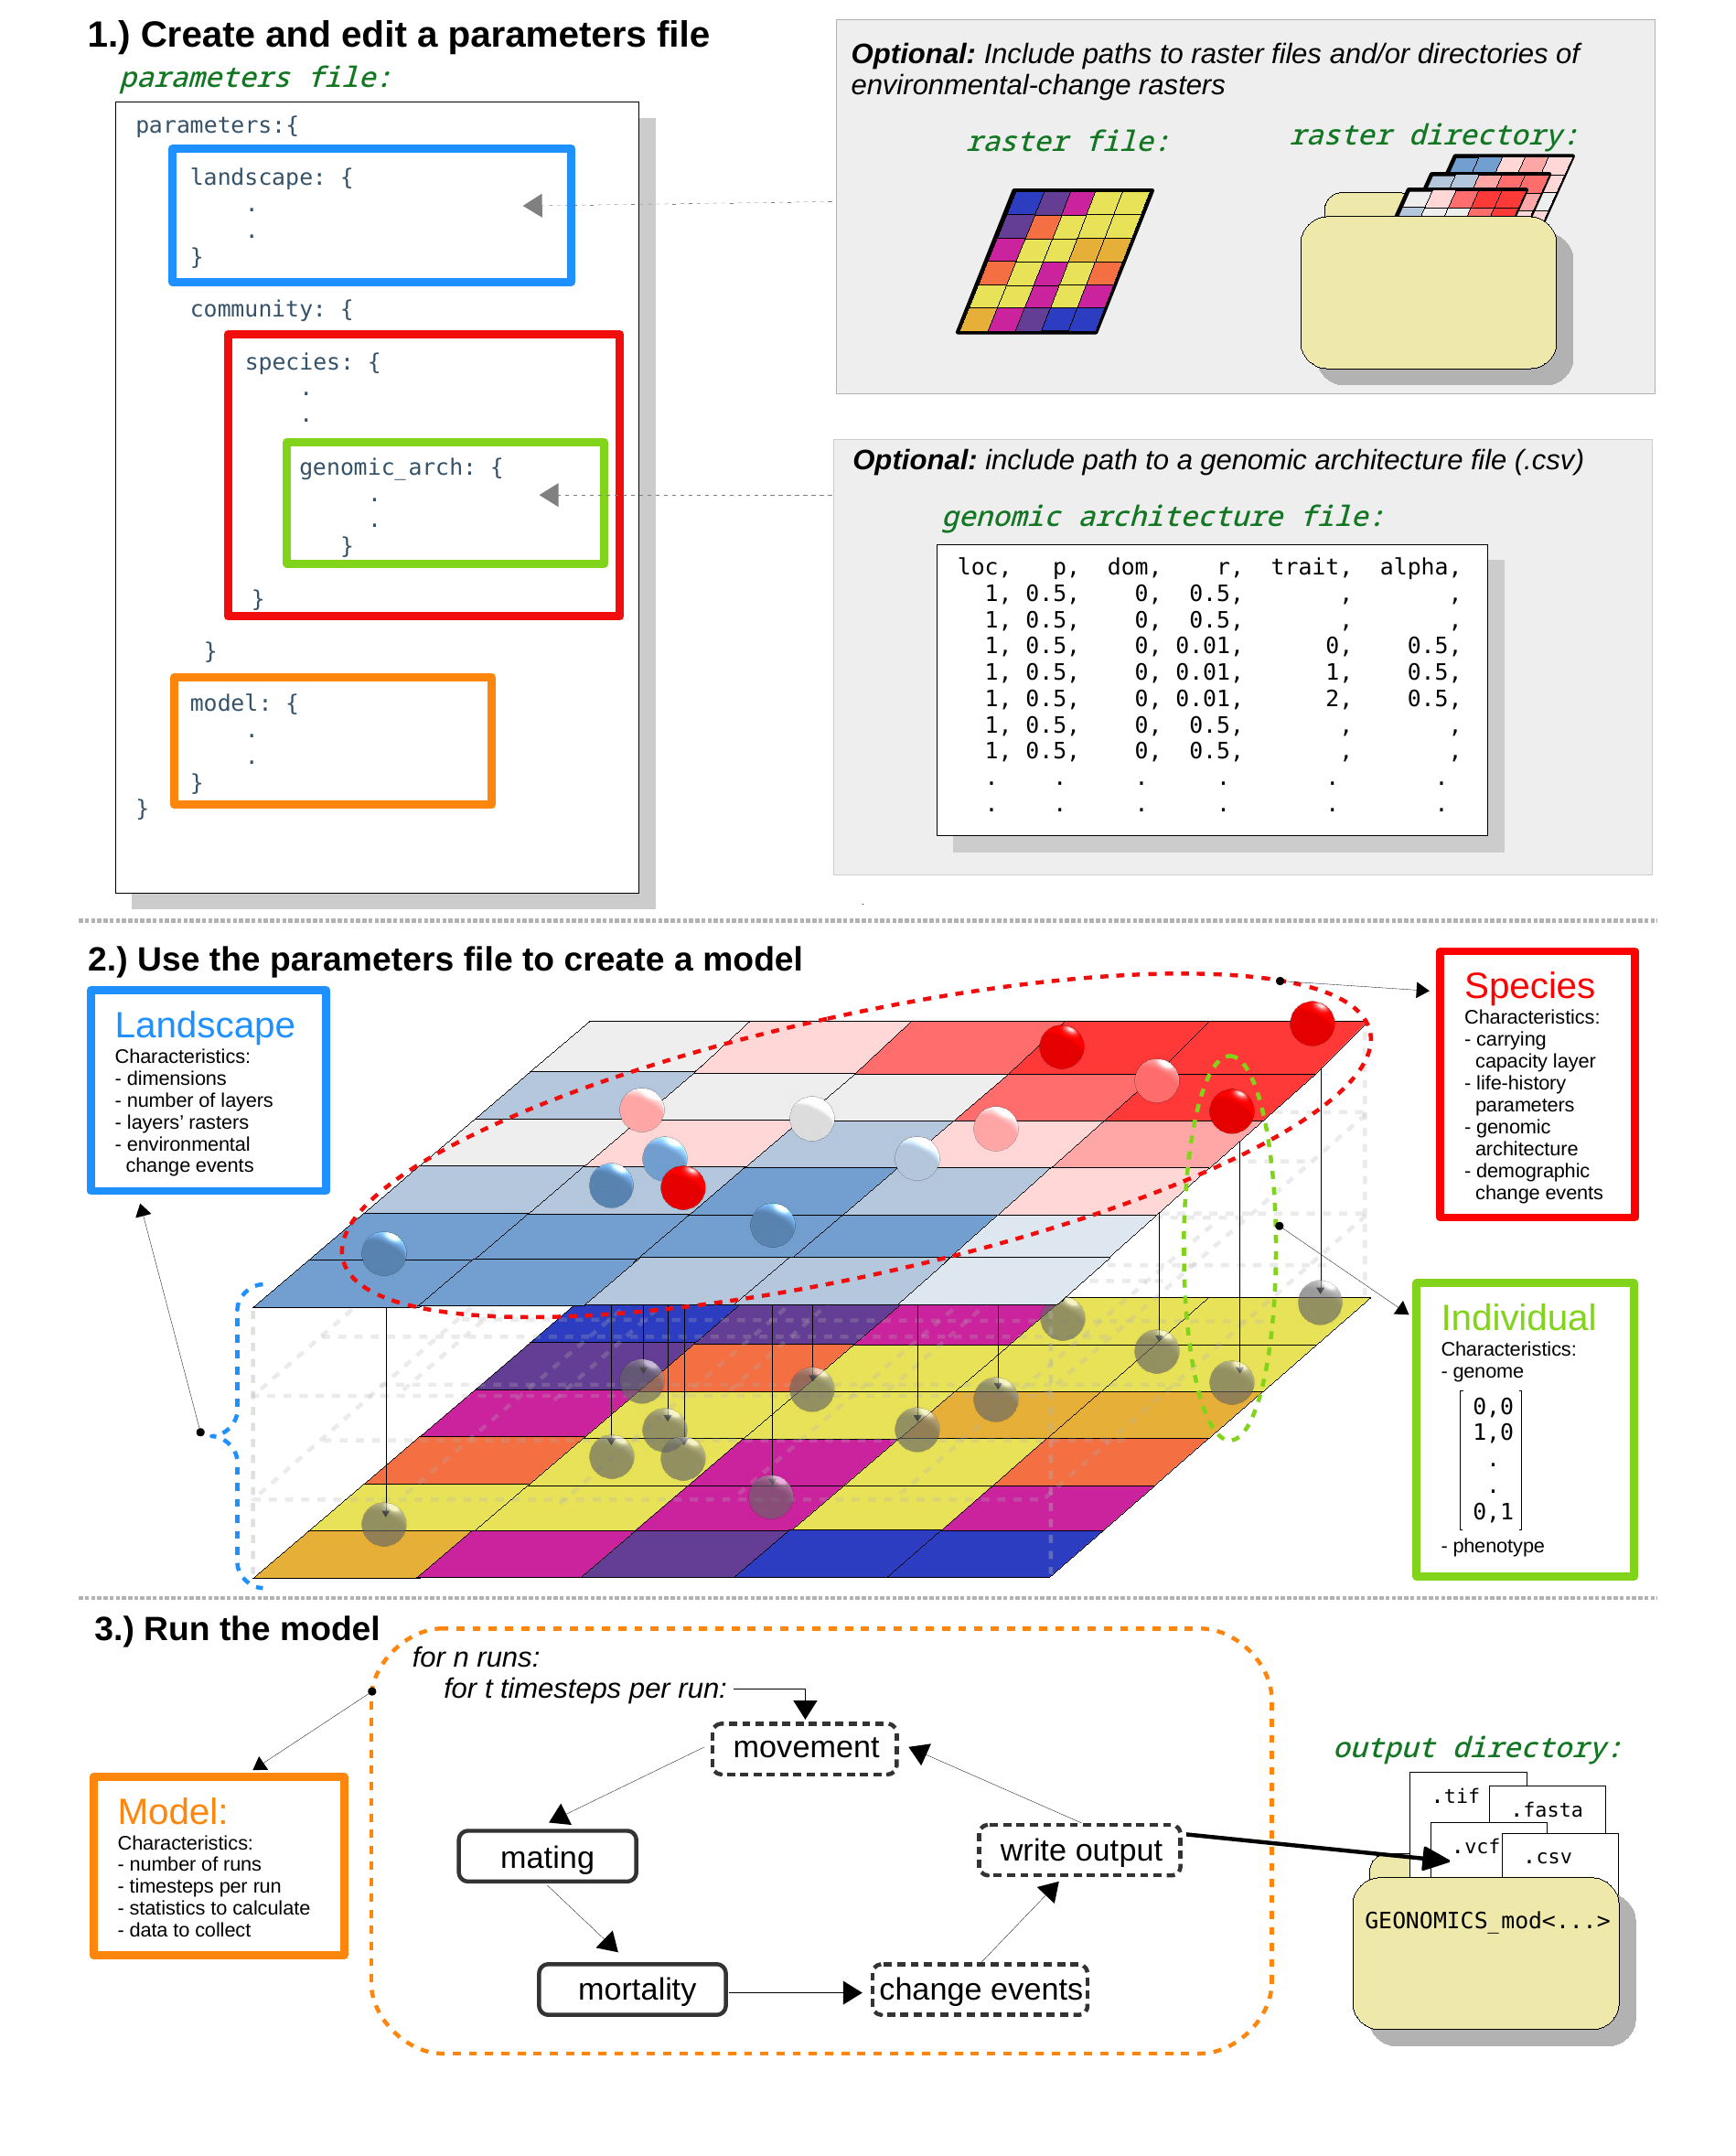 1.) Create and edit a parameters file
parameters file:
parameters:{
landscape: {
.
.
}
community: {
species: {
.
.
genomic_arch: {
.
.
}
}
}
model: {
.
.
}
}
Optional: Include paths to raster files and/or directories of
environmental-change rasters
raster file:
raster directory:
Optional: include path to a genomic architecture file (.csv)
genomic architecture file:
loc, p, dom, r, trait, alpha,
1, 0.5, 0, 0.5, , ,
1, 0.5, 0, 0.5, , ,
1, 0.5, 0, 0.01, 0, 0.5,
1, 0.5, 0, 0.01, 1, 0.5,
1, 0.5, 0, 0.01, 2, 0.5,
1, 0.5, 0, 0.5, , ,
1, 0.5, 0, 0.5, , ,
. . . . . .
. . . . . .
2.) Use the parameters file to create a model
Landscape
Characteristics:
- dimensions
- number of layers
- layers’ rasters
- environmental
change events
Species
Characteristics:
- carrying
capacity layer
- life-history
parameters
- genomic
architecture
- demographic
change events
Individual
Characteristics:
- genome
0,0
1,0
.
.
0,1
- phenotype
3.) Run the model
for n runs:
for t timesteps per run:
movement
mating
write output
mortality
change events
Model:
Characteristics:
- number of runs
- timesteps per run
- statistics to calculate
- data to collect
output directory:
.tif
.fasta
.vcf
.csv
GEONOMICS_mod<...>